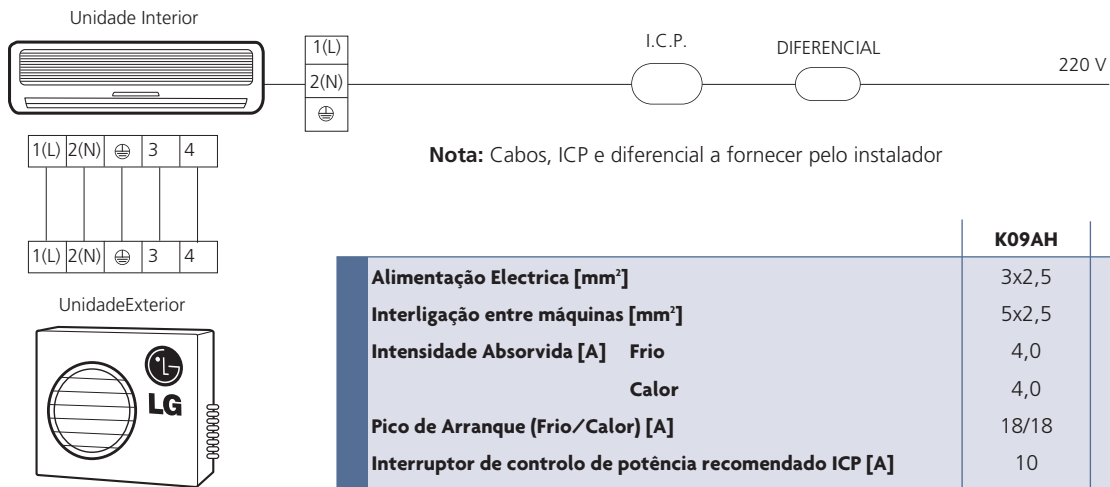 Unidade Interior
1(L)
2(N)
I.C.P.
DIFERENCIAL
220 V
1(L) 2(N) 3 4
Nota: Cabos, ICP e diferencial a fornecer pelo instalador
1(L) 2(N) 3 4
UnidadeExterior
LG
K09AH
Alimentação Electrica [mm²] 3x2,5
Interligação entre máquinas [mm²] 5x2,5
Intensidade Absorvida [A] Frio 4,0
Calor 4,0
Pico de Arranque (Frio/Calor) [A] 18/18
Interruptor de controlo de potência recomendado ICP [A] 10